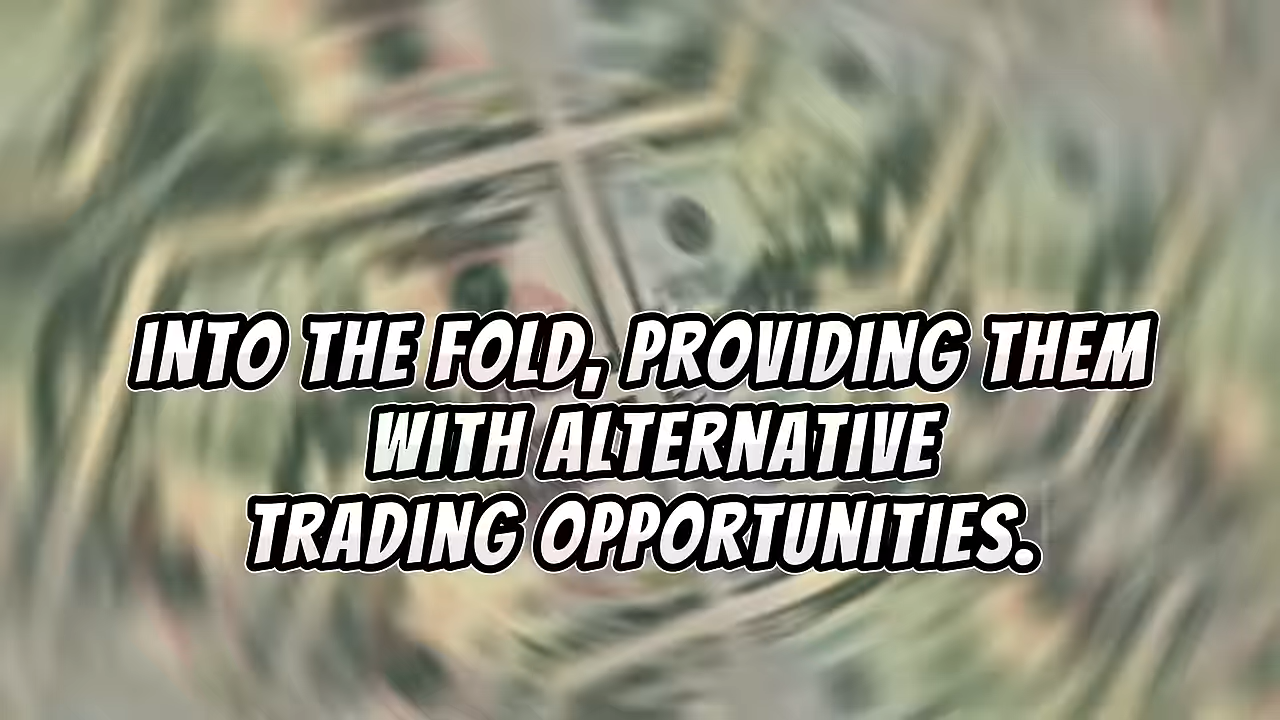 INTO THE FOLD, PROVIDING THEM
WITH ALTERNATIVE
TRADING OPPORTUNITIES.